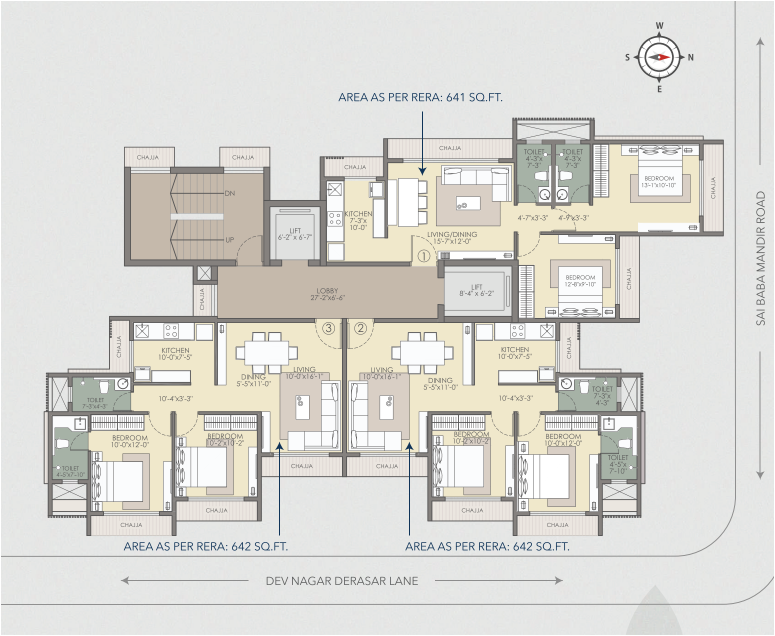 W
S N
E
AREA AS PER RERA: 641 SQ.FT.
CHAJJA
CHAJJA
CHAJJA
CHAJJA
TOILET
4'-3"x
7'-3"
TOILET
4'-3"x
7'-3"
BEDROOM
13'-1"x10'-10"
CHAJJA
DN
UP
LIFT
6'-2" x 6'-7"
KITCHEN
7'-3"x
10'-0"
LIVING/DINING
15'-7"x12'-0"
4'-7"x3'-3"
4'-9"x3'-3"
1
BEDROOM
12'-8"x9'-10"
CHAJJA
LOBBY
27'-2"x6'-6"
LIFT
8'-4" x 6'-2"
CHAJJA
SAI BABA MANDIR ROAD
3
2
CHAJJA
KITCHEN
10'-0"x7'-5"
LIVING
10'-0"x16'-1"
DINING
5'-5"x11'-0"
LIVING
10'-0"x16'-1"
DINING
5'-5"x11'-0"
KITCHEN
10'-0"x7'-5"
CHAJJA
TOILET
7'-3"x4'-3"
10'-4"x3'-3"
10'-4"x3'-3"
TOILET
7'-3"x
4'-3"
BEDROOM
10'-0"x12'-0"
BEDROOM
10'-2"x10'-2"
BEDROOM
10'-2"x10'-2"
BEDROOM
10'-0"x12'-0"
TOILET
4'-5"x7'-10"
TOILET
4'-5"x
7'-10"
CHAJJA
CHAJJA
CHAJJA
CHAJJA
CHAJJA
CHAJJA
AREA AS PER RERA: 642 SQ.FT.
AREA AS PER RERA: 642 SQ.FT.
DEV NAGAR DERASAR LANE